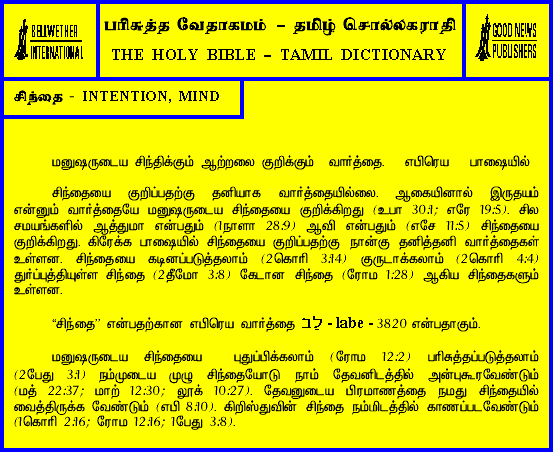 BELLWETHER
INTERNATIONAL
பரிசுத்த வேதாகமம் – தமிழ் சொல்லகராதி
THE HOLY BIBLE – TAMIL DICTIONARY
GOOD NEWS
PUBLISHERS
சிந்தை - INTENTION, MIND
மனுஷருடைய சிந்திக்கும் ஆற்றலை குறிக்கும் வார்த்தை. எபிரெய பாஷையில்
சிந்தையை குறிப்பதற்கு தனியாக வார்த்தையில்லை. ஆகையினால் இருதயம்
என்னும் வார்த்தையே மனுஷருடைய சிந்தையை குறிக்கிறது (உபா 30:1; எரே 19:5). சில
சமயங்களில் ஆத்துமா என்பதும் (1நாளா 28:9) ஆவி என்பதும் (எசே 11:5) சிந்தையை
குறிக்கிறது. கிரேக்க பாஷையில் சிந்தையை குறிப்பதற்கு நான்கு தனித்தனி வார்த்தைகள்
உள்ளன. சிந்தையை கடினப்படுத்தலாம் (2கொரி 3:14) குருடாக்கலாம் (2கொரி 4:4)
துர்ப்புத்தியுள்ள சிந்தை (2தீமோ 3:8) கேடான சிந்தை (ரோம 1:28) ஆகிய சிந்தைகளும்
உள்ளன.
“சிந்தை” என்பதற்கான எபிரெய வார்த்தை לב - labe - 3820 என்பதாகும்.
மனுஷருடைய சிந்தையை புதுப்பிக்கலாம் (ரோம 12:2) பரிசுத்தப்படுத்தலாம்
(2பேது 3:1) நம்முடைய முழு சிந்தையோடு நாம் தேவனிடத்தில் அன்புகூரவேண்டும்
(மத் 22:37; மாற் 12:30; லூக் 10:27). தேவனுடைய பிரமாணத்தை நமது சிந்தையில்
வைத்திருக்க வேண்டும் (எபி 8:10). கிறிஸ்துவின் சிந்தை நம்மிடத்தில் காணப்படவேண்டும்
(1கொரி 2:16; ரோம 12:16; 1பேது 3:8).